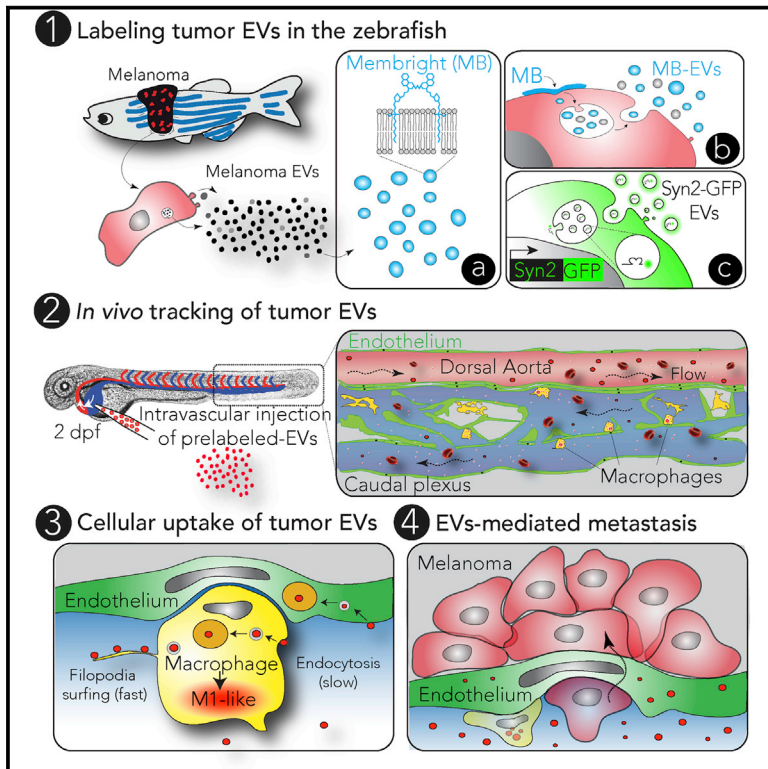 1 Labeling tumor EVs in the zebrafish
Melanoma
Melanoma EVs
Membright (MB)
a
MB
MB-EVs
b
Syn2-GFP
EVs
Syn2 GFP
c
2 In vivo tracking of tumor EVs
2 dpf
Intravascular injection
of prelabeled-EVs
Endothelium
Dorsal Aorta
Flow
Macrophages
Caudal plexus
3 Cellular uptake of tumor EVs
Endothelium
Filopodia
surfing (fast)
Macrophage
M1-like
Endocytosis
(slow)
4 EVs-mediated metastasis
Melanoma
Endothelium